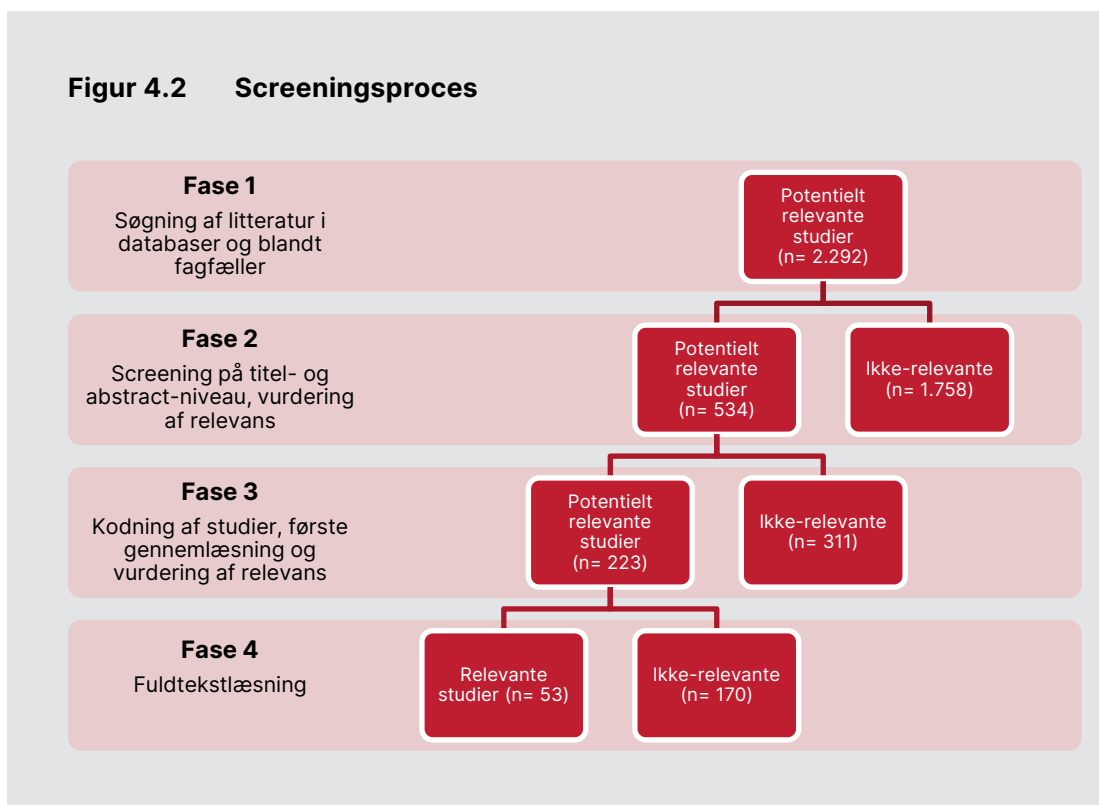 Figur 4.2 Screeningsproces
Fase 1
Søgning af litteratur i
databaser og blandt
fagfæller
Potentielt
relevante
studier
(n= 2.292)
Fase 2
Screening på titel- og
abstract-niveau, vurdering
af relevans
Potentielt
relevante
studier
(n= 534)
Ikke-relevante
(n= 1.758)
Fase 3
Kodning af studier, første
gennemlæsning og
vurdering af relevans
Potentielt
relevante
studier
(n= 223)
Ikke-relevante
(n= 311)
Fase 4
Fuldtekstlæsning
Relevante
studier (n= 53)
Ikke-relevante
(n= 170)